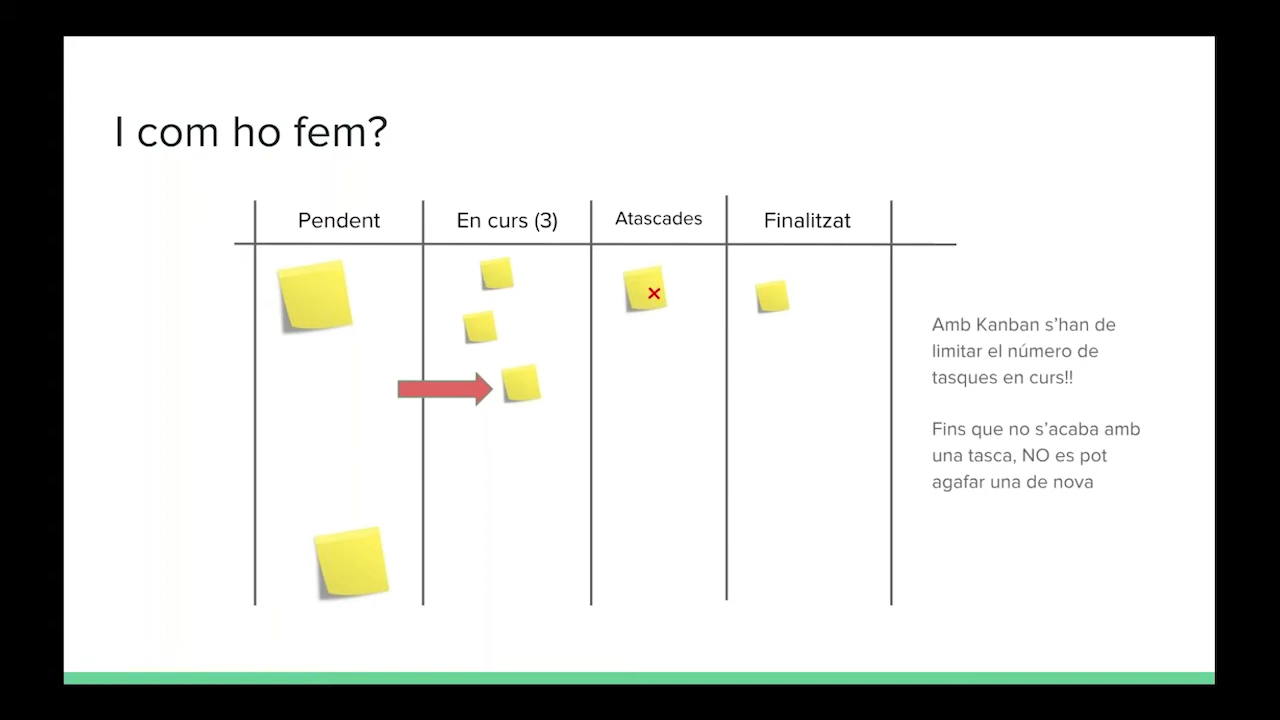 I com ho fem?
Pendent
En curs (3)
Atascades
Finalitzat
Amb Kanban s'han de
limitar el número de
tasques en curs!!
Fins que no s'acaba amb
una tasca, NO es pot
agafar una de nova